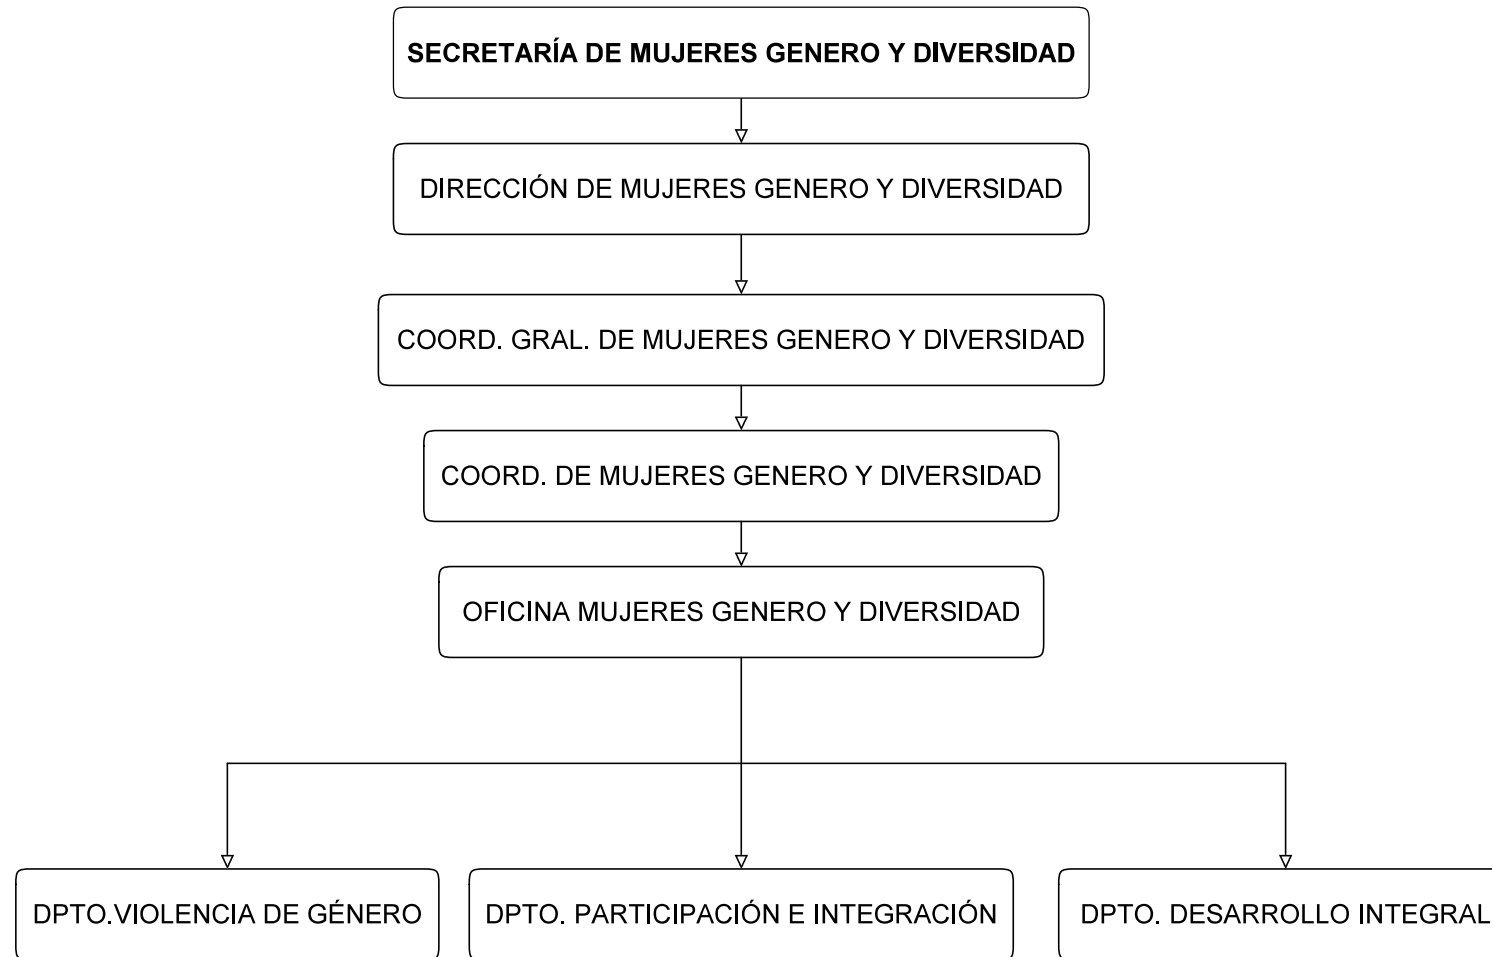 SECRETARÍA DE MUJERES GENERO Y DIVERSIDAD
DIRECCIÓN DE MUJERES GENERO Y DIVERSIDAD
COORD. GRAL. DE MUJERES GENERO Y DIVERSIDAD
COORD. DE MUJERES GENERO Y DIVERSIDAD
OFICINA MUJERES GENERO Y DIVERSIDAD
DPTO.VIOLENCIA DE GÉNERO
DPTO. PARTICIPACIÓN E INTEGRACIÓN
DPTO. DESARROLLO INTEGRAL